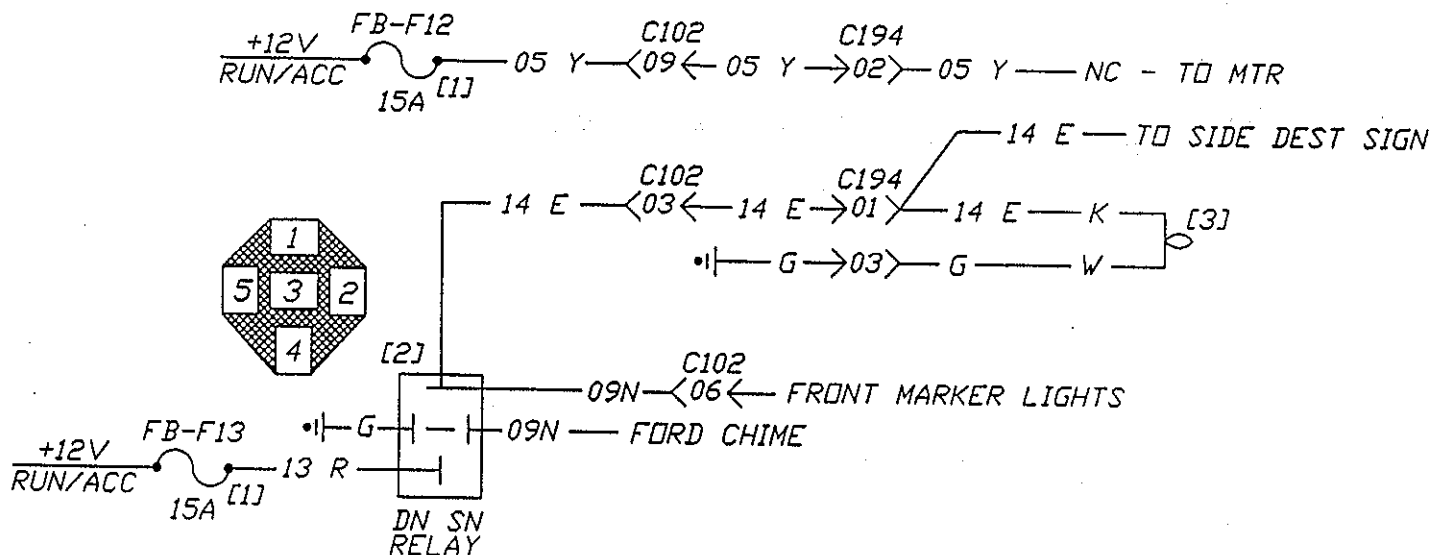 FB-F12 C102 C194
+12V RUN/ACC 15A [1] 05 Y 09 05 Y 02 05 Y NC - TO MTR
14 E TO SIDE DEST SIGN
C102 C194
14 E 03 14 E 01 14 E K [3]
G 03 G W
1
5 3 2
4
[2]
C102
09N 06 FRONT MARKER LIGHTS
G 09N FORD CHIME
FB-F13
+12V RUN/ACC 15A [1] 13 R
DN SN
RELAY